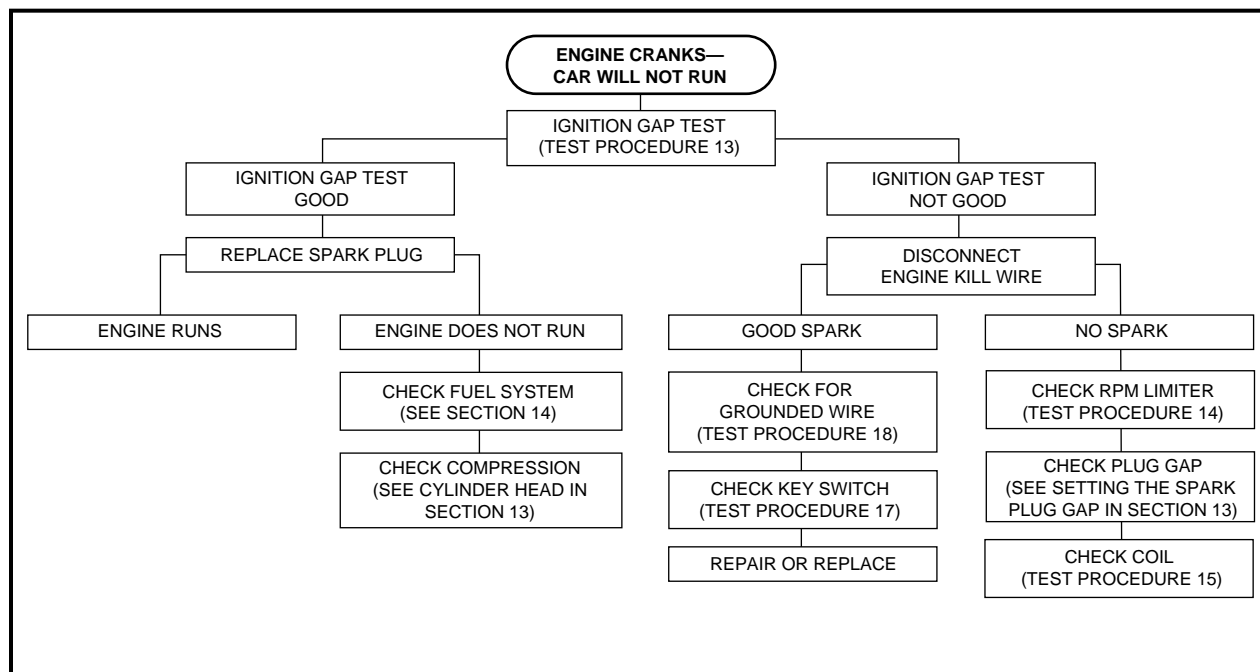 ENGINE CRANKS—
CAR WILL NOT RUN
IGNITION GAP TEST
(TEST PROCEDURE 13)
IGNITION GAP TEST
GOOD
IGNITION GAP TEST
NOT GOOD
REPLACE SPARK PLUG
DISCONNECT
ENGINE KILL WIRE
ENGINE RUNS
ENGINE DOES NOT RUN
GOOD SPARK
NO SPARK
CHECK FUEL SYSTEM
(SEE SECTION 14)
CHECK FOR
GROUNDED WIRE
(TEST PROCEDURE 18)
CHECK RPM LIMITER
(TEST PROCEDURE 14)
CHECK COMPRESSION
(SEE CYLINDER HEAD IN
SECTION 13)
CHECK KEY SWITCH
(TEST PROCEDURE 17)
CHECK PLUG GAP
(SEE SETTING THE SPARK
PLUG GAP IN SECTION 13)
REPAIR OR REPLACE
CHECK COIL
(TEST PROCEDURE 15)